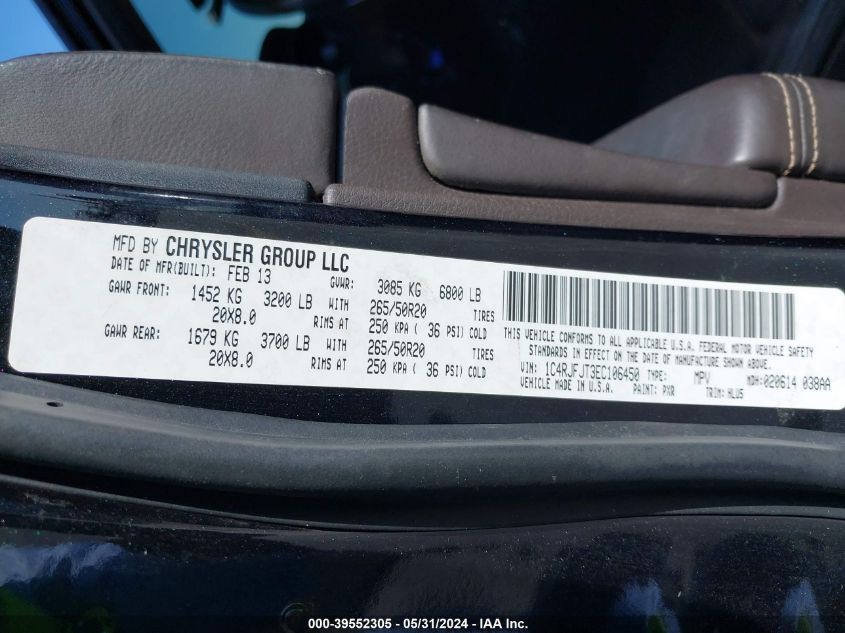 MFD BY CHRYSLER GROUP LLC
DATE OF MFR(BUILT): FEB 13 GVWR: 3085 KG 6800 LB
GAWR FRONT: 1452 KG 3200 LB WITH 265/50R20 TIRES
20X8.0 RIMS AT 250 KPA ( 36 PSI) COLD
GAWR REAR: 1679 KG 3700 LB WITH 265/50R20 TIRES
20X8.0 RIMS AT 250 KPA ( 36 PSI) COLD
THIS VEHICLE CONFORMS TO ALL APPLICABLE U.S.A. FEDERAL MOTOR VEHICLE SAFETY
STANDARDS IN EFFECT ON THE DATE OF MANUFACTURE SHOWN ABOVE
VIN: 1C4RJFJT3EC106450 TYPE: MPV MDH:020614 038AA
VEHICLE MADE IN U.S.A. PAINT: PXR TRIM: HLU5
000-39552305 - 05/31/2024 - IAA Inc.